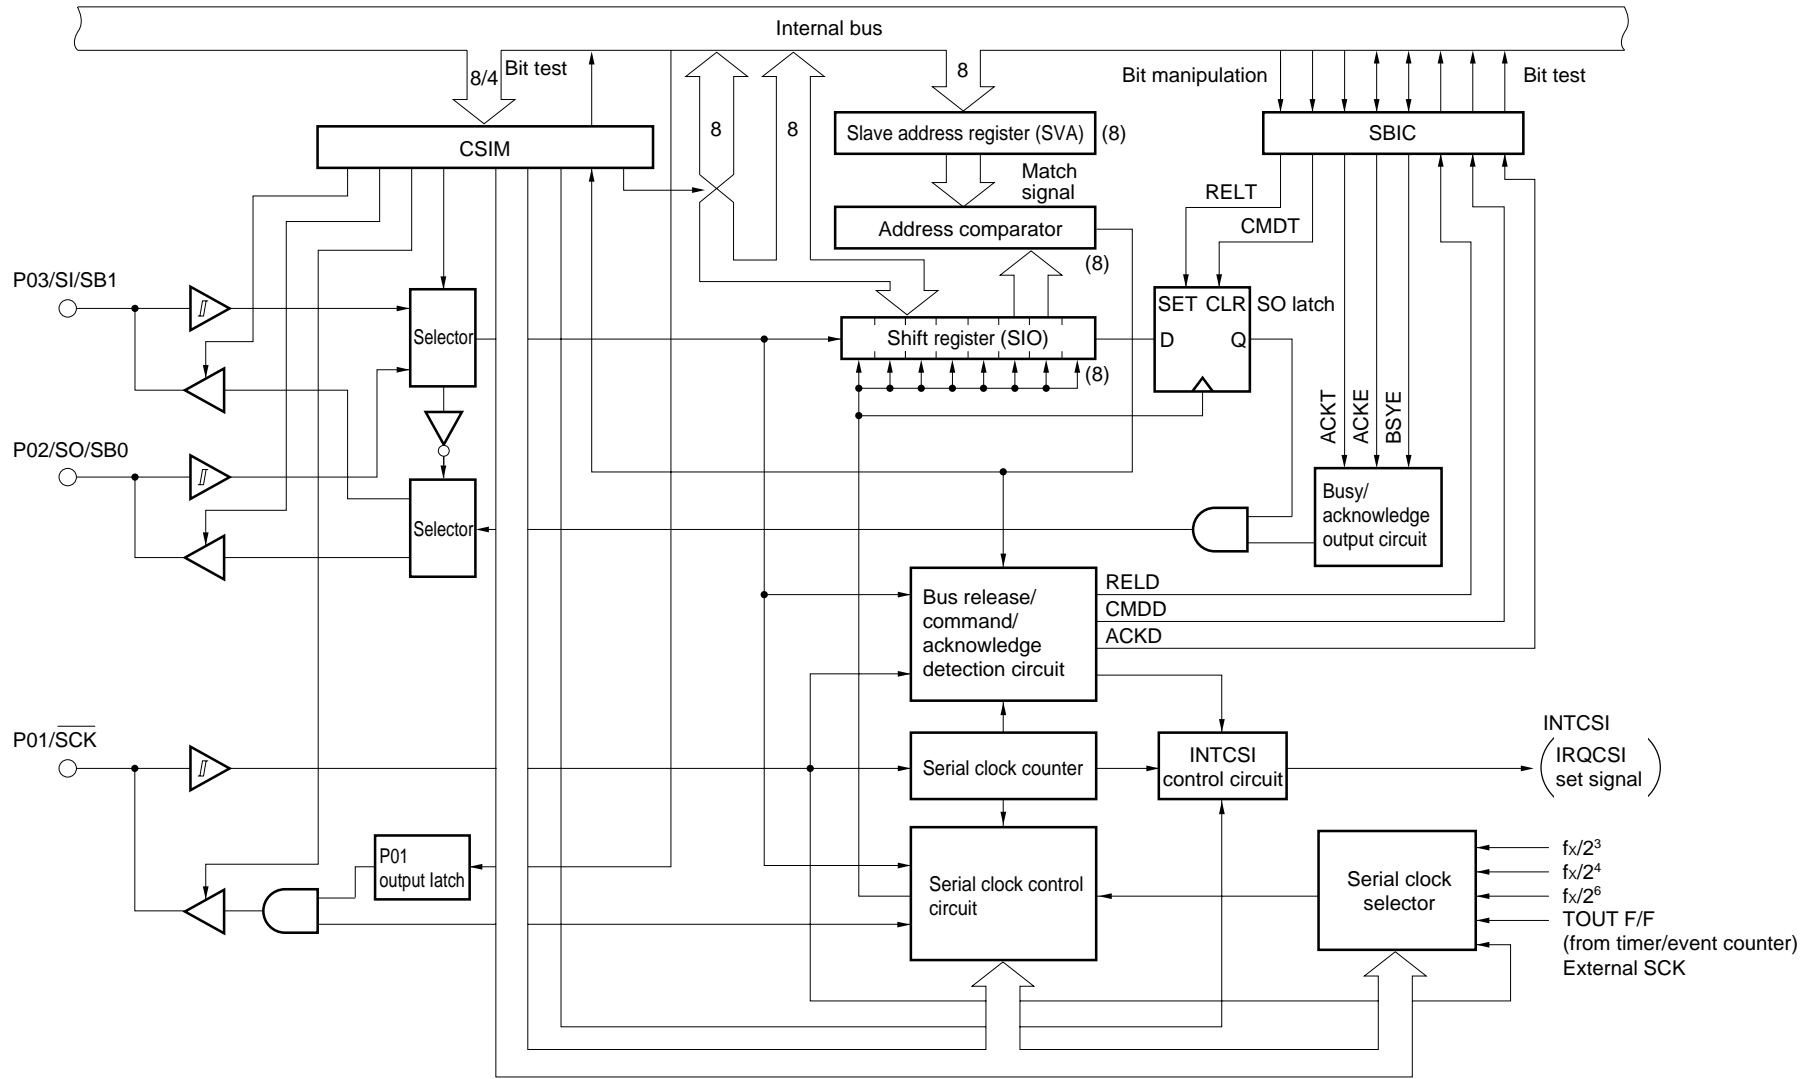 Internal bus
8/4
Bit test
8
8
8
Bit manipulation
Bit test
CSIM
Slave address register (SVA)
(8)
SBIC
Match
signal
RELT
CMDT
Address comparator
(8)
P03/SI/SB1
Selector
Shift register (SIO)
(8)
SET CLR
D Q
SO latch
ACKT
ACKE
BSYE
P02/SO/SB0
Selector
Busy/
acknowledge
output circuit
Bus release/
command/
acknowledge
detection circuit
RELD
CMDD
ACKD
P01/SCK
Serial clock counter
INTCSI
control circuit
INTCSI
IRQCSI
set signal
P01
output latch
Serial clock control
circuit
Serial clock
selector
fX/2³
fX/2⁴
fX/2⁶
TOUT F/F
(from timer/event counter)
External SCK